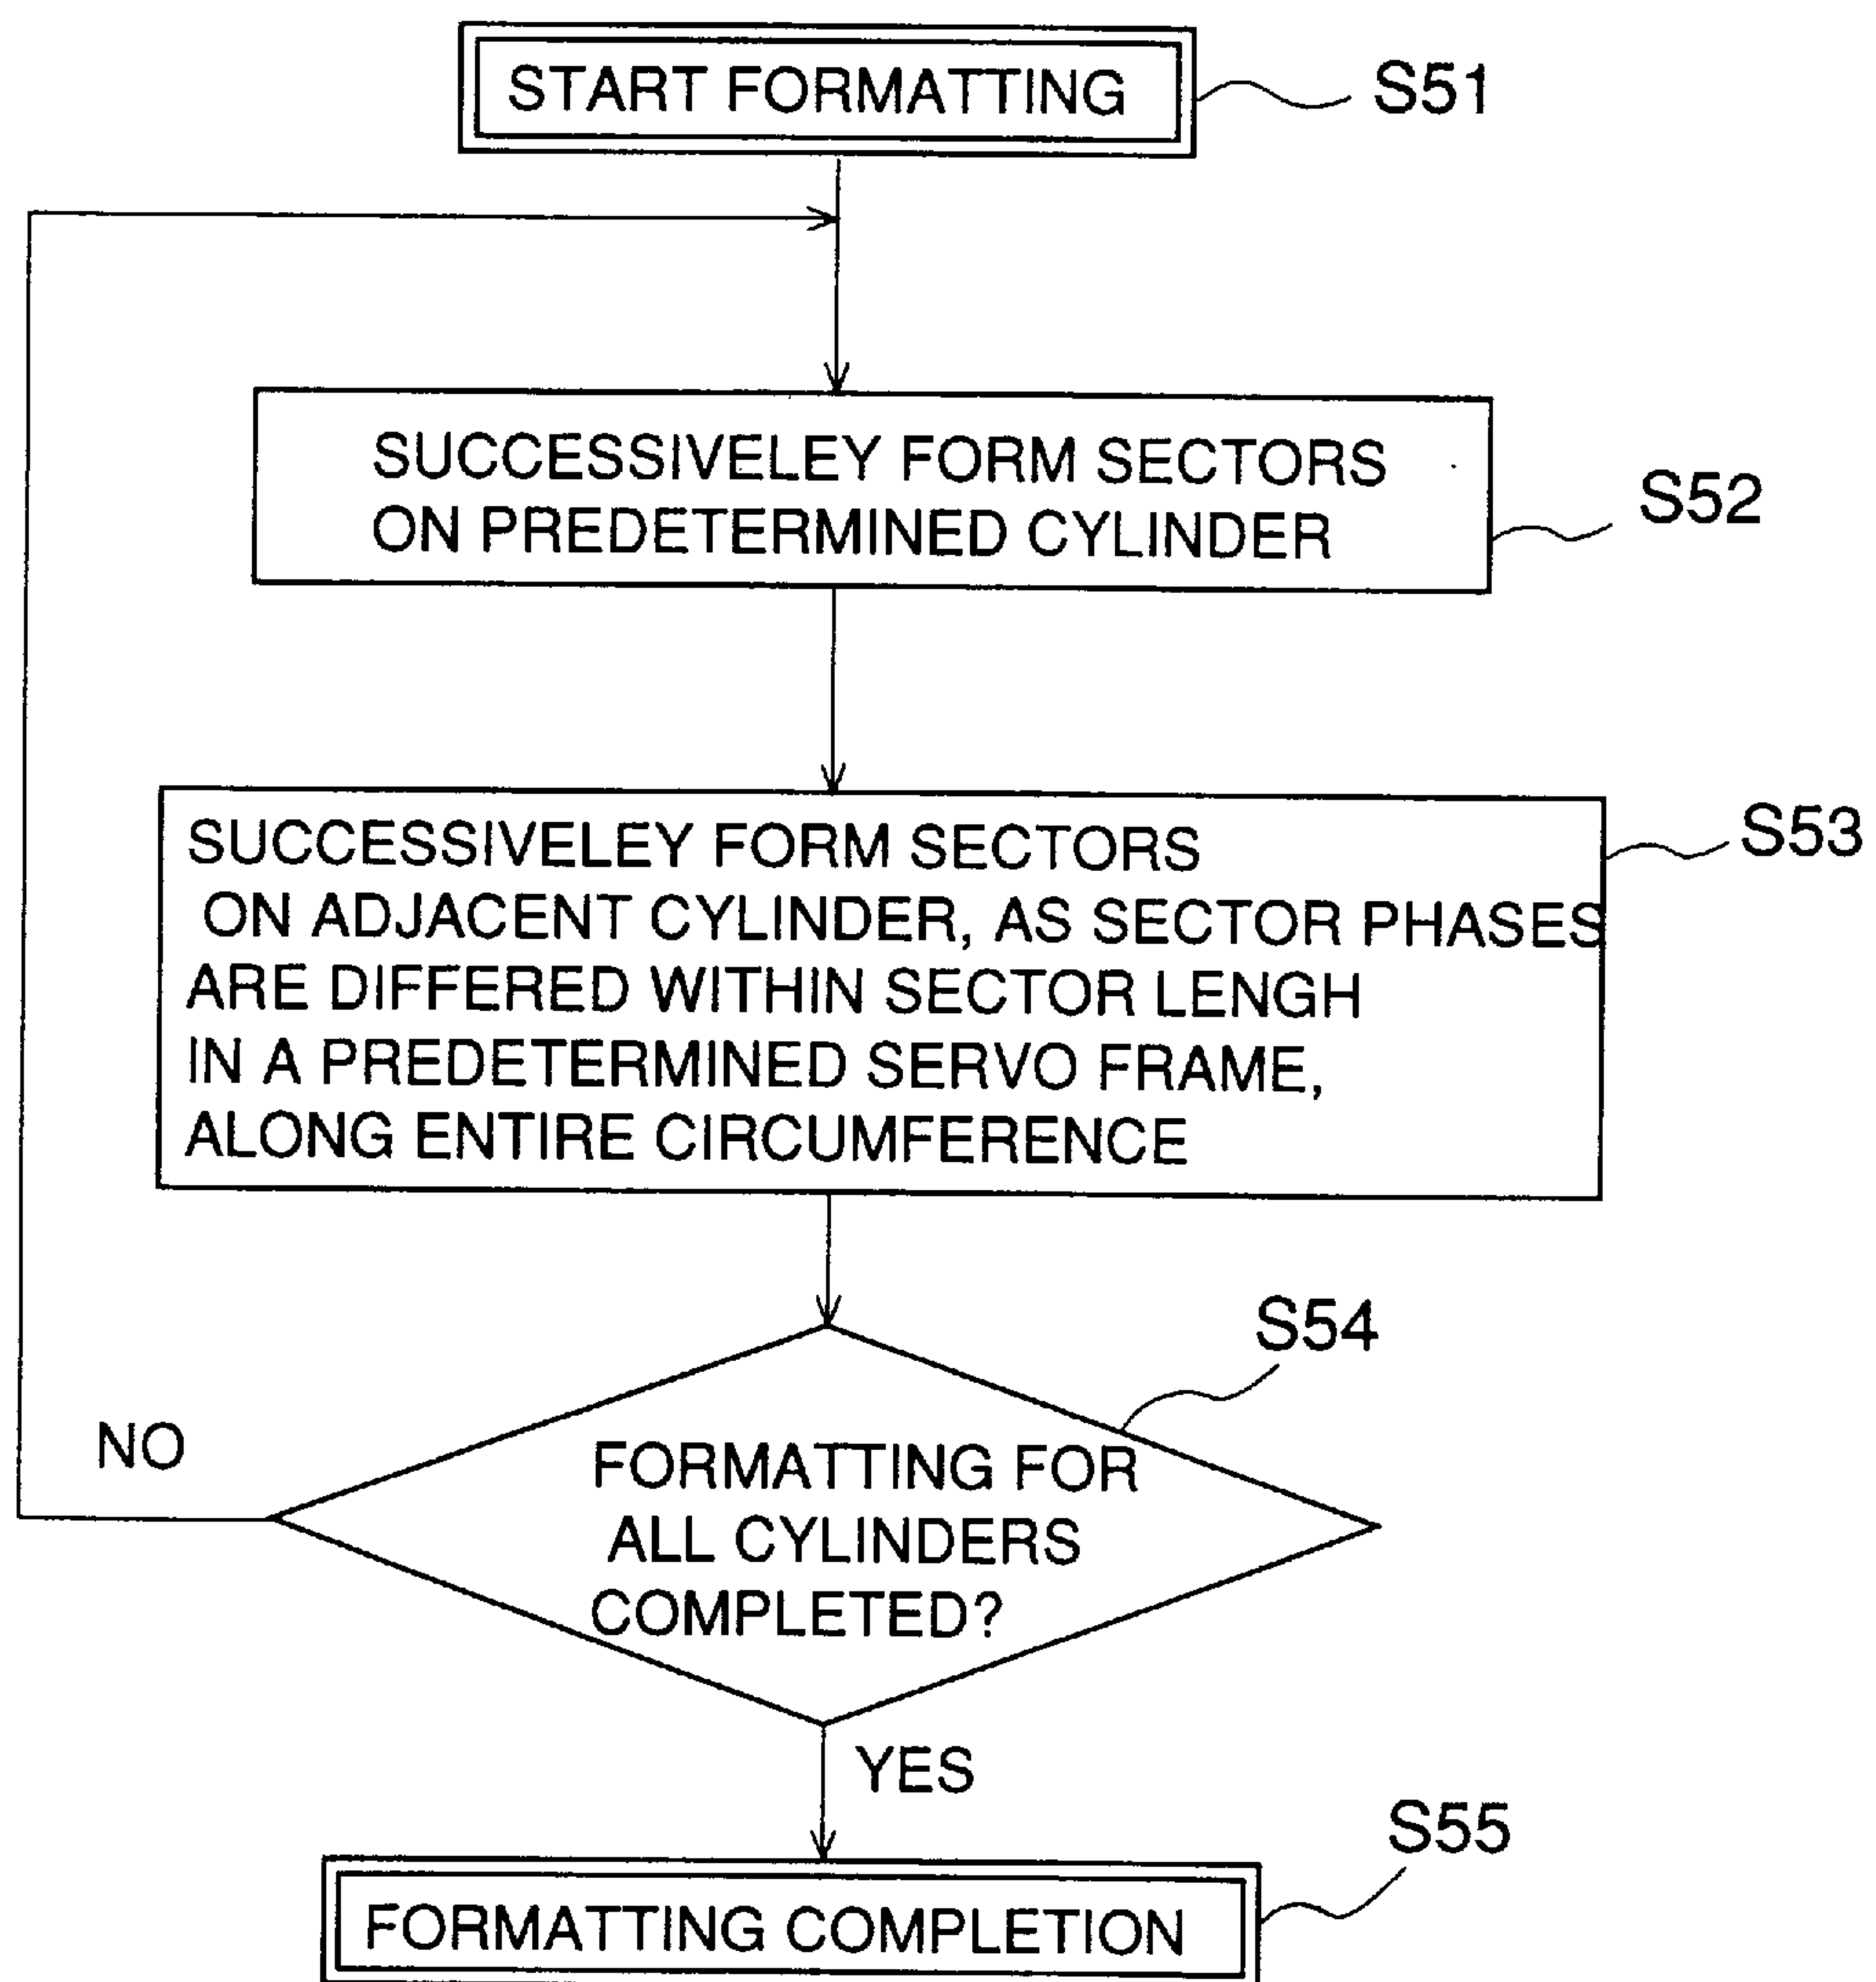 START FORMATTING
S51
SUCCESSIVELEY FORM SECTORS
ON PREDETERMINED CYLINDER
S52
SUCCESSIVELEY FORM SECTORS
ON ADJACENT CYLINDER, AS SECTOR PHASES
ARE DIFFERED WITHIN SECTOR LENGH
IN A PREDETERMINED SERVO FRAME,
ALONG ENTIRE CIRCUMFERENCE
S53
S54
NO
FORMATTING FOR
ALL CYLINDERS
COMPLETED?
YES
S55
FORMATTING COMPLETION